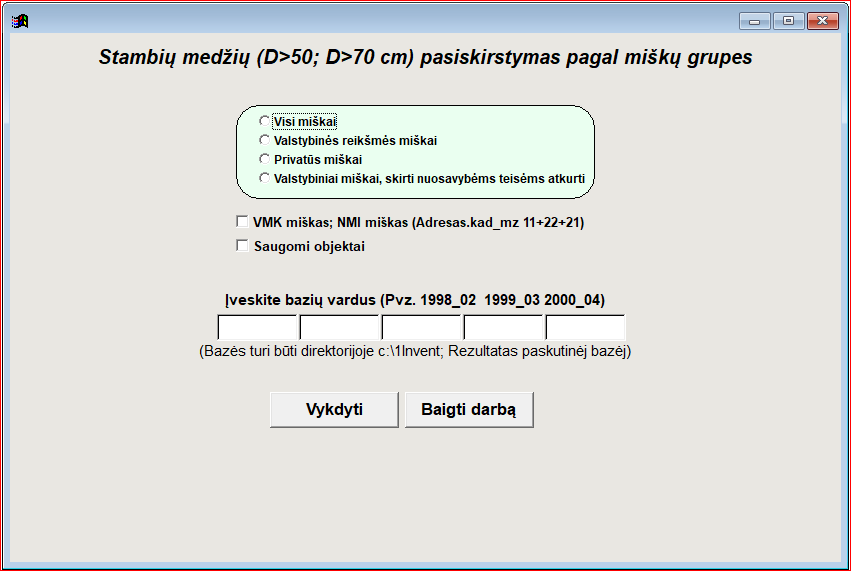 Stambių medžių (D>50; D>70 cm) pasiskirstymas pagal miškų grupes
Visi miškai
Valstybinės reikšmės miškai
Privatūs miškai
Valstybiniai miškai, skirti nuosavybėms teisėms atkurti
VMK miškas; NMI miškas (Adresas.kad_mz 11+22+21)
Saugomi objektai
Įveskite bazių vardus (Pvz. 1998_02 1999_03 2000_04)
(Bazės turi būti direktorijoje c:\1Invent; Rezultatas paskutinėj bazėj)
Vykdyti
Baigti darbą